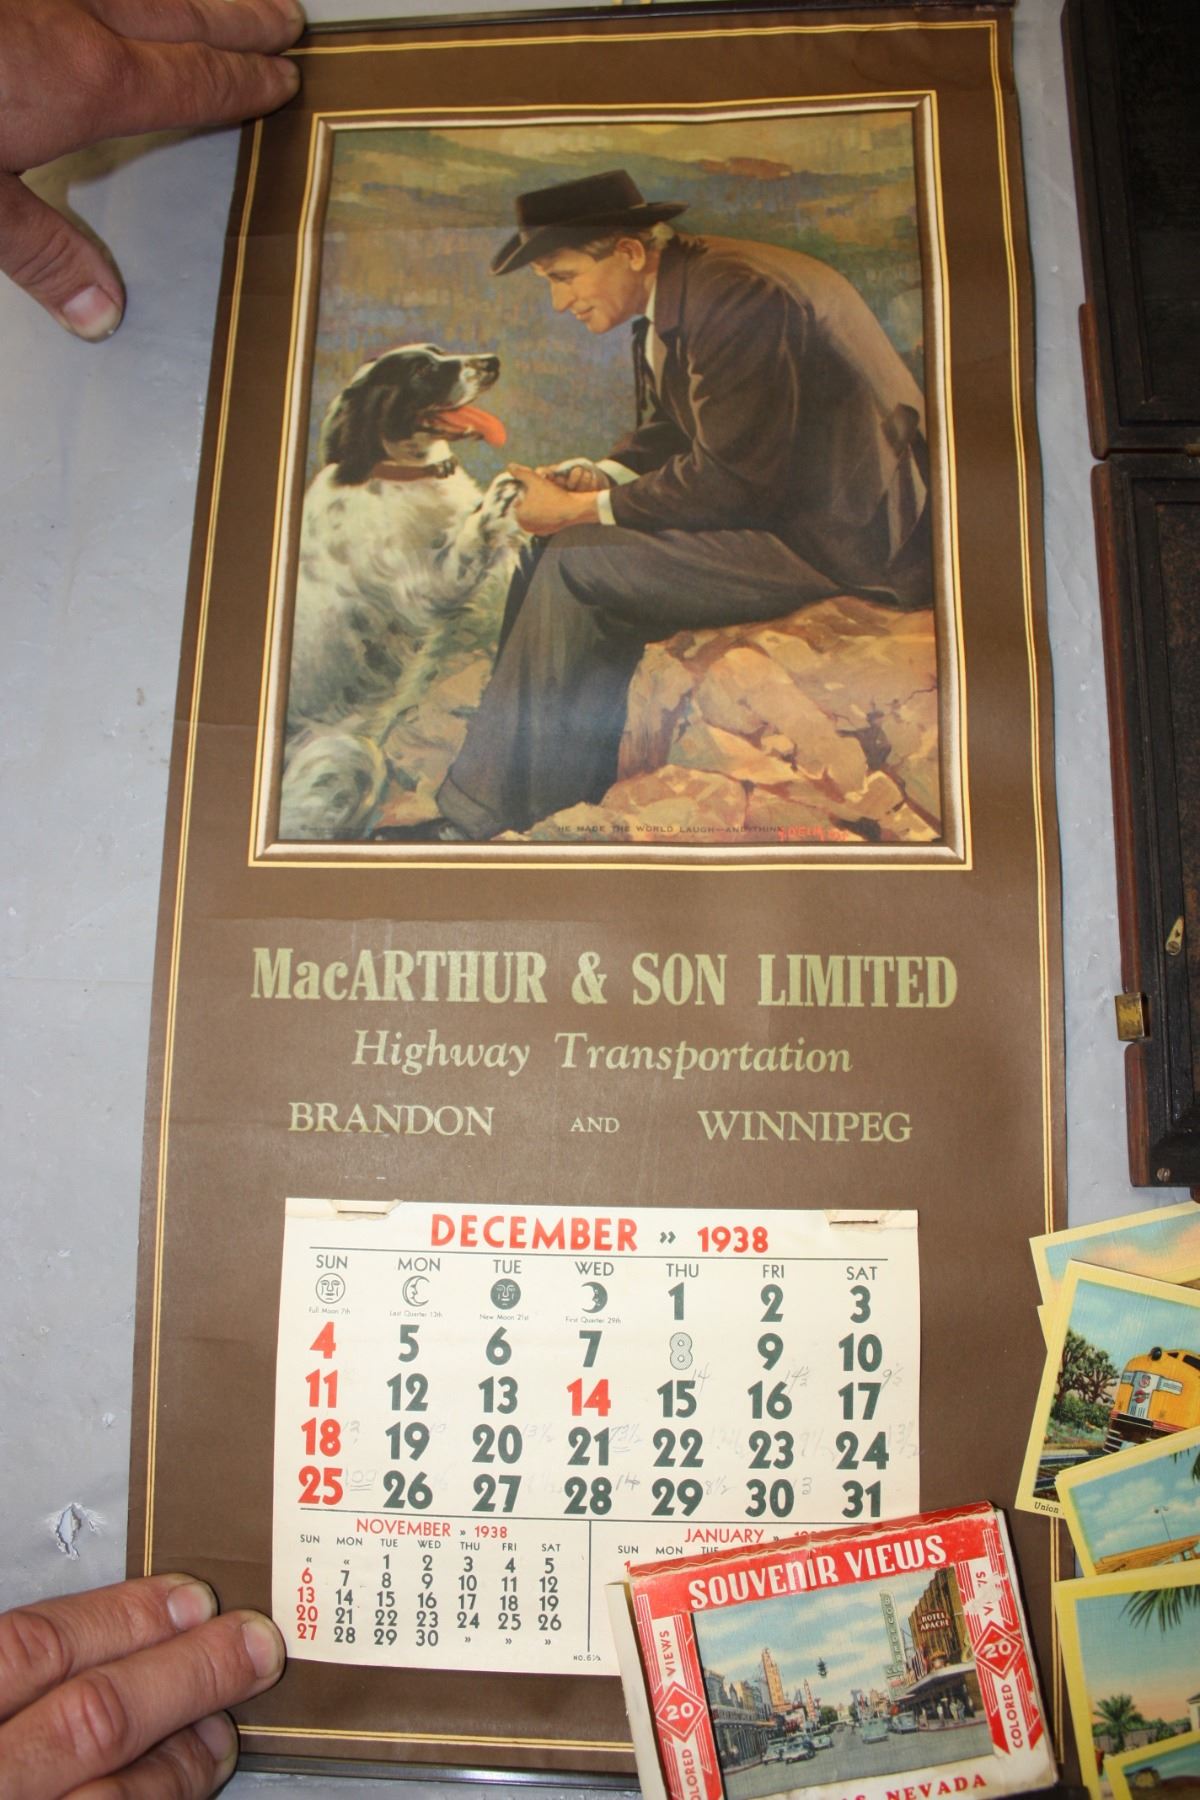 HE MADE THE WORLD LAUGH—AND THINK
MacARTHUR & SON LIMITED
Highway Transportation
BRANDON AND WINNIPEG
DECEMBER » 1938
SUN MON TUE WED THU FRI SAT
Full Moon 7th Last Quarter 13th New Moon 21st First Quarter 29th 1 2 3
4 5 6 7 8 9 10
11 12 13 14 15 16 17
18 19 20 21 22 23 24
25 26 27 28 29 30 31
NOVEMBER » 1938
SUN MON TUE WED THU FRI SAT
« « 1 2 3 4 5
6 7 8 9 10 11 12
13 14 15 16 17 18 19
20 21 22 23 24 25 26
27 28 29 30 » » »
JANUARY »
SUN MON
SOUVENIR VIEWS
20 VIEWS
COLORED
HOTEL
APACHE
20
COLORED
NEVADA
Union